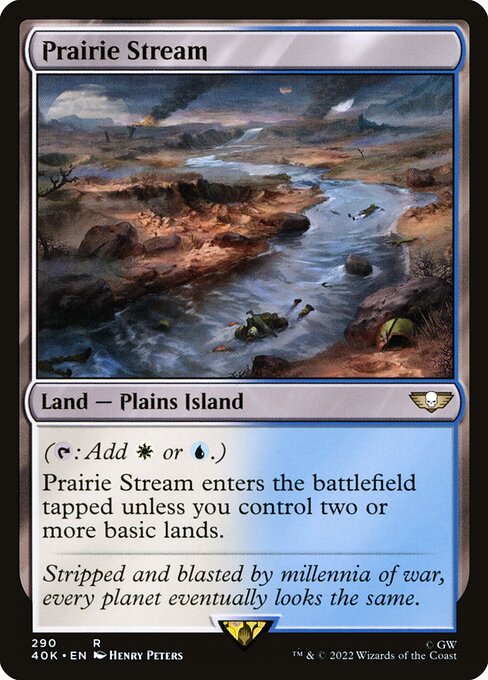 Prairie Stream
Land — Plains Island
(: Add or .)
Prairie Stream enters the battlefield
tapped unless you control two or
more basic lands.
Stripped and blasted by millennia of war,
every planet eventually looks the same.
290 R
40K • EN Henry Peters
© GW
™ & © 2022 Wizards of the Coast